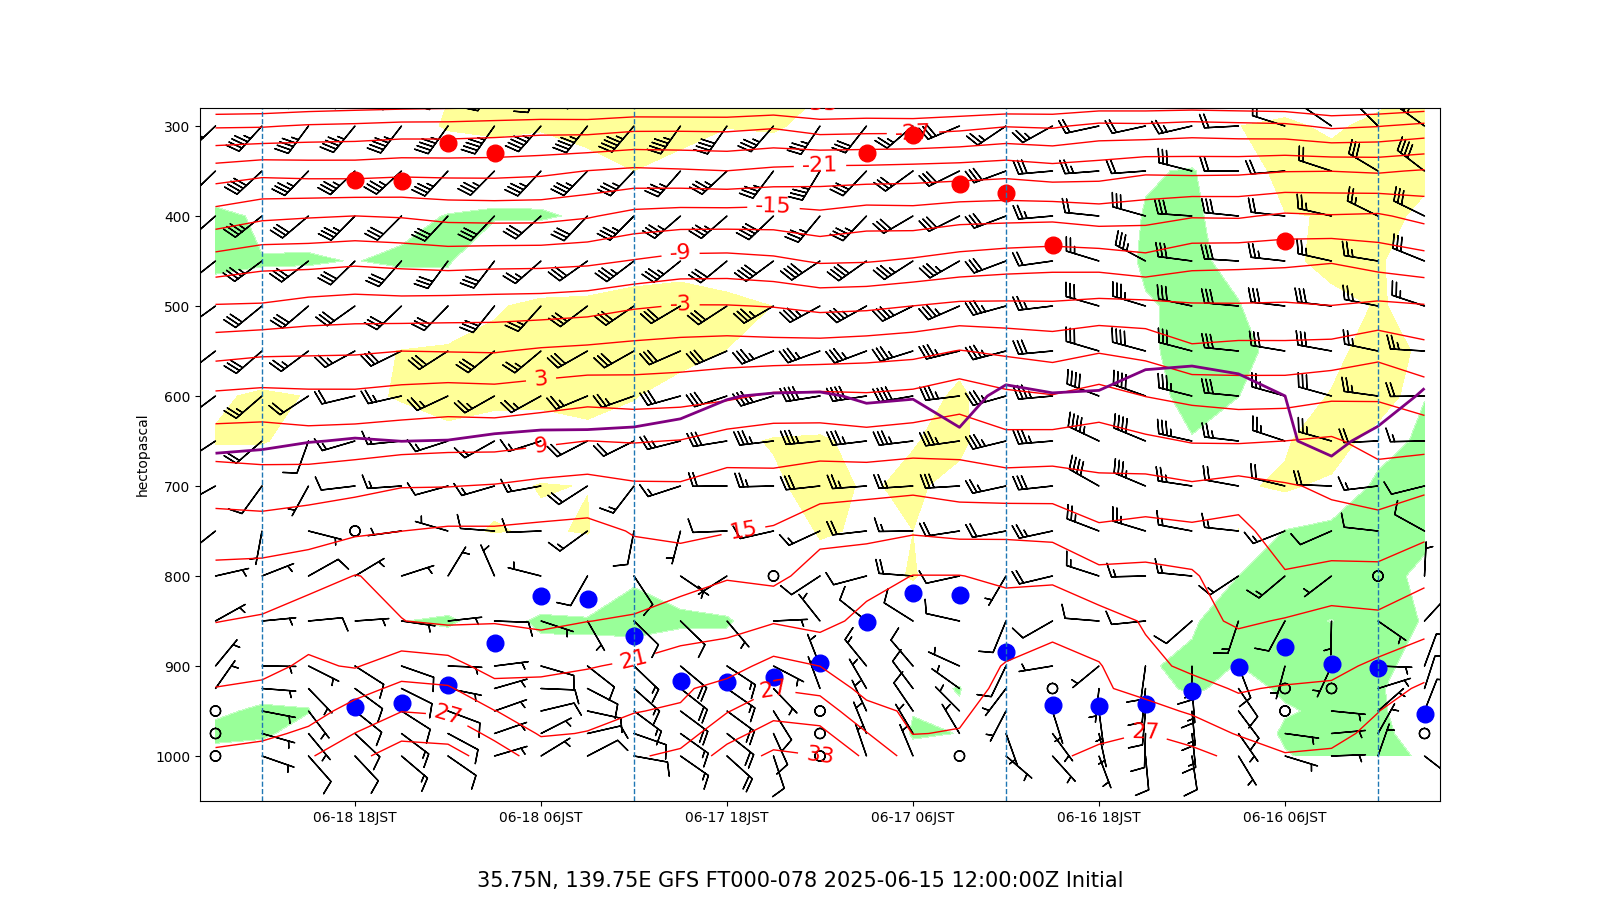 300
400
500
600
700
800
900
1000
hectopascal
-27
-21
-15
-9
-3
3
9
15
21
27
27
27
33
06-18 18JST
06-18 06JST
06-17 18JST
06-17 06JST
06-16 18JST
06-16 06JST
35.75N, 139.75E GFS FT000-078 2025-06-15 12:00:00Z Initial